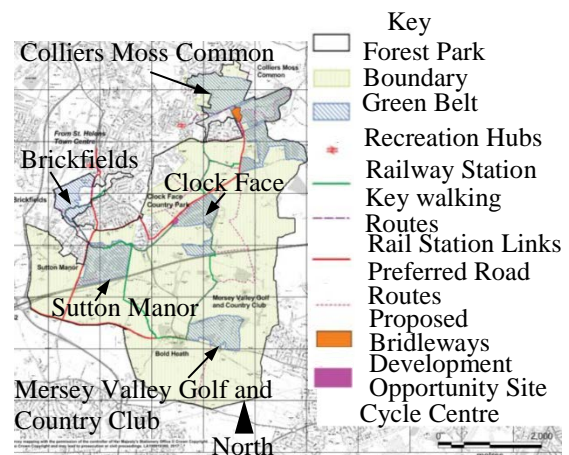 Key
Forest Park
Boundary
Green Belt
Recreation Hubs
Railway Station
Key walking
Routes
Rail Station Links
Preferred Road
Routes
Proposed
Bridleways
Development
Opportunity Site
Cycle Centre
Colliers Moss Common
Colliers Moss
Common
From St. Helens
Town Centre
Brickfields
Brickfields
Clock Face
Clock Face
Country Park
Sutton Manor
Sutton Manor
Mersey Valley Golf
and Country Club
Bold Heath
Mersey Valley Golf and
Country Club
North
2,000